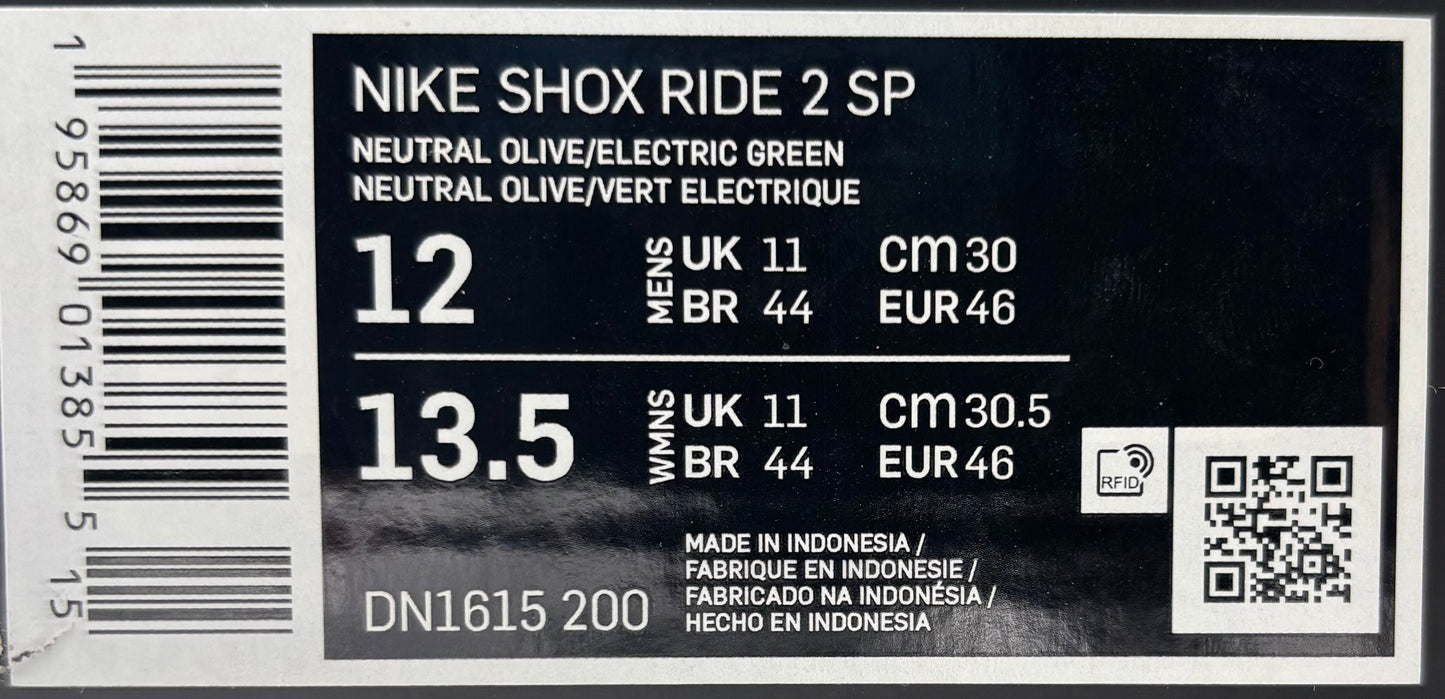 1 95869 01385 5 15
NIKE SHOX RIDE 2 SP
NEUTRAL OLIVE/ELECTRIC GREEN
NEUTRAL OLIVE/VERT ELECTRIQUE
12
MENS
UK 11 cm 30
BR 44 EUR 46
13.5
WMNS
UK 11 cm 30.5
BR 44 EUR 46
RFID
DN1615 200
MADE IN INDONESIA /
FABRIQUE EN INDONESIE /
FABRICADO NA INDONÉSIA /
HECHO EN INDONESIA